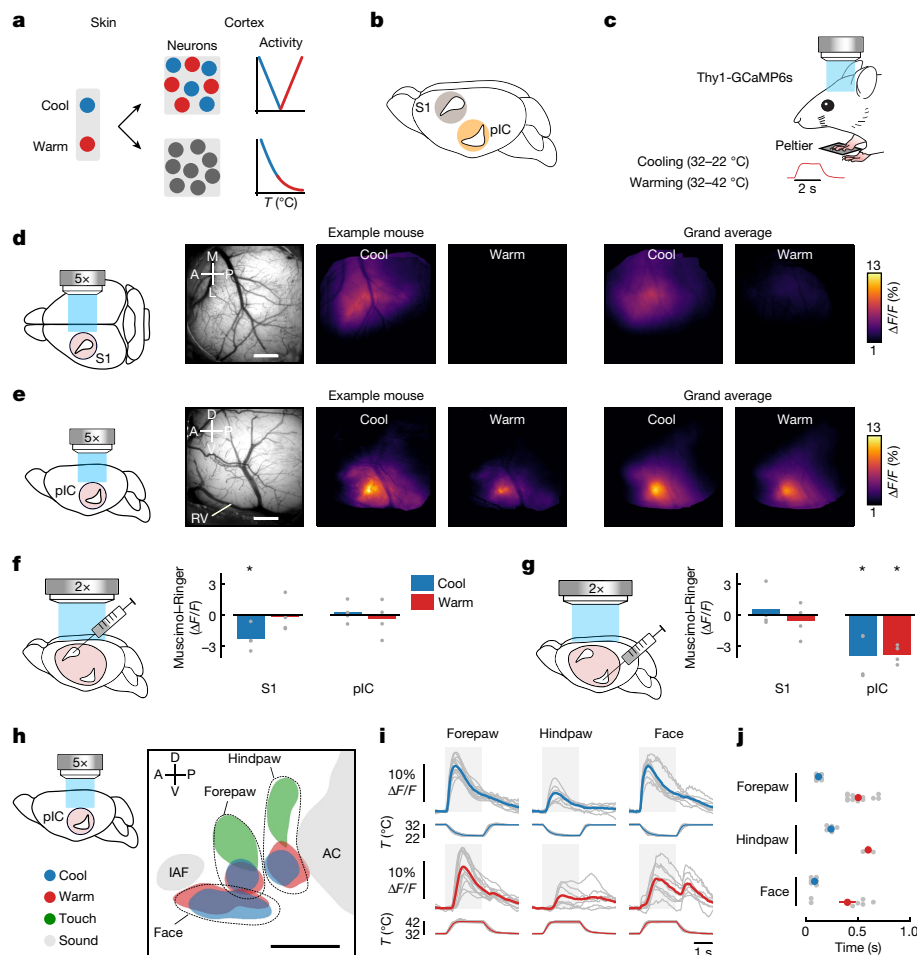 a
Skin
Cortex
Neurons
Activity
Cool
Warm
T (°C)
b
S1
pIC
c
Thy1-GCaMP6s
Peltier
Cooling (32–22 °C)
Warming (32–42 °C)
2 s
d
Example mouse
Grand average
5×
S1
M
A P
L
Cool
Warm
Cool
Warm
13
1
ΔF/F (%)
e
Example mouse
Grand average
5×
pIC
D
A P
V
RV
Cool
Warm
Cool
Warm
13
1
ΔF/F (%)
f
2×
Muscimol–Ringer
(ΔF/F)
3
0
−3
*
S1
pIC
Cool
Warm
g
2×
Muscimol–Ringer
(ΔF/F)
3
0
−3
* *
S1
pIC
h
5×
pIC
Cool
Warm
Touch
Sound
D
A P
V
Hindpaw
Forepaw
AC
IAF
Face
i
Forepaw
Hindpaw
Face
10%
ΔF/F
T (°C)
32
22
10%
ΔF/F
T (°C)
42
32
1 s
j
Forepaw
Hindpaw
Face
0
0.5
1.0
Time (s)